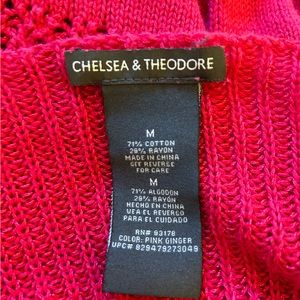 CHELSEA & THEODORE
M
71% COTTON
29% RAYON
MADE IN CHINA
SEE REVERSE
FOR CARE
M
71% ALGODON
29% RAYON
HECHO EN CHINA
VEA EL REVERSO
PARA EL CUIDADO
RN# 93178
COLOR: PINK GINGER
UPC# 829479273049